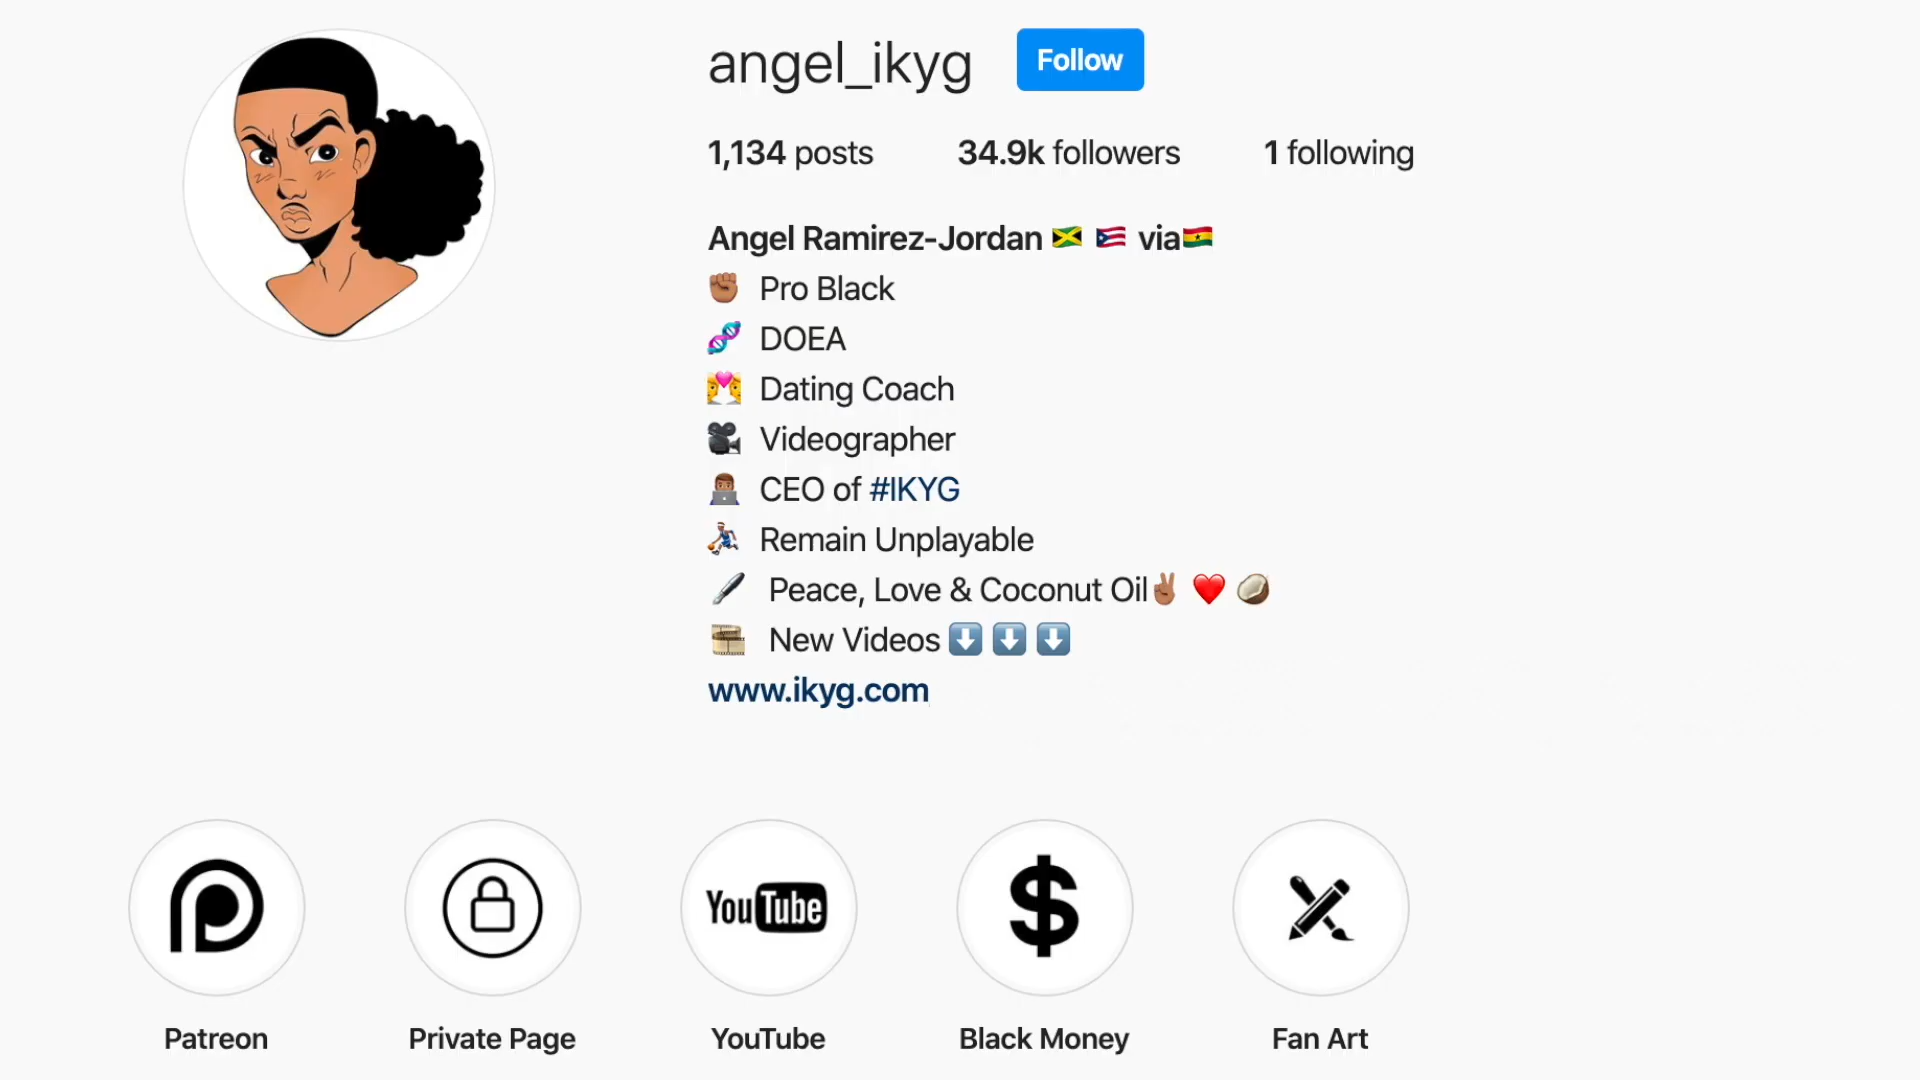 angel_ikyg Follow
1,134 posts 34.9k followers 1 following
Angel Ramirez-Jordan 🇯🇲 🇵🇷 via🇬🇭
✊🏾 Pro Black
🧬 DOEA
💑 Dating Coach
🎥 Videographer
👨🏾‍💻 CEO of #IKYG
⛹🏾 Remain Unplayable
🖌 Peace, Love & Coconut Oil✌🏾 ❤️ 🥥
🎞 New Videos ⬇️ ⬇️ ⬇️
www.ikyg.com
YouTube
$
Patreon Private Page YouTube Black Money Fan Art